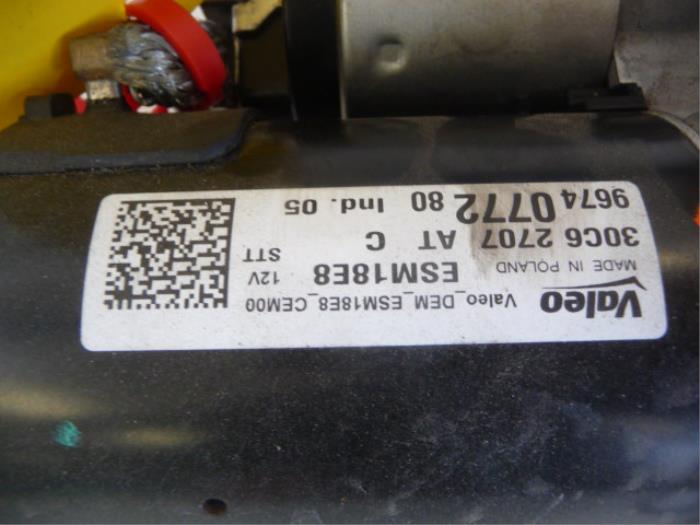 Valeo Valeo_DEM_ESM18E8_CEM00
MADE IN POLAND ESM18E8 12V
30C6 2707 AT C STT
9674 0772 80 Ind. 05